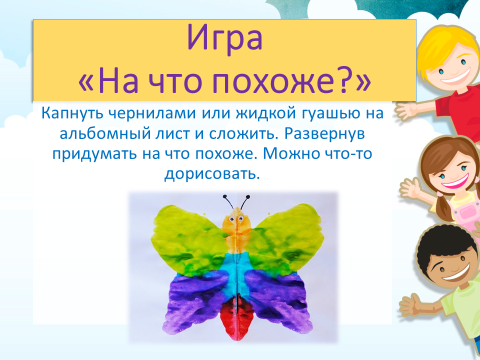 Игра
«На что похоже?»
Капнуть чернилами или жидкой гуашью на
альбомный лист и сложить. Развернув
придумать на что похоже. Можно что-то
дорисовать.